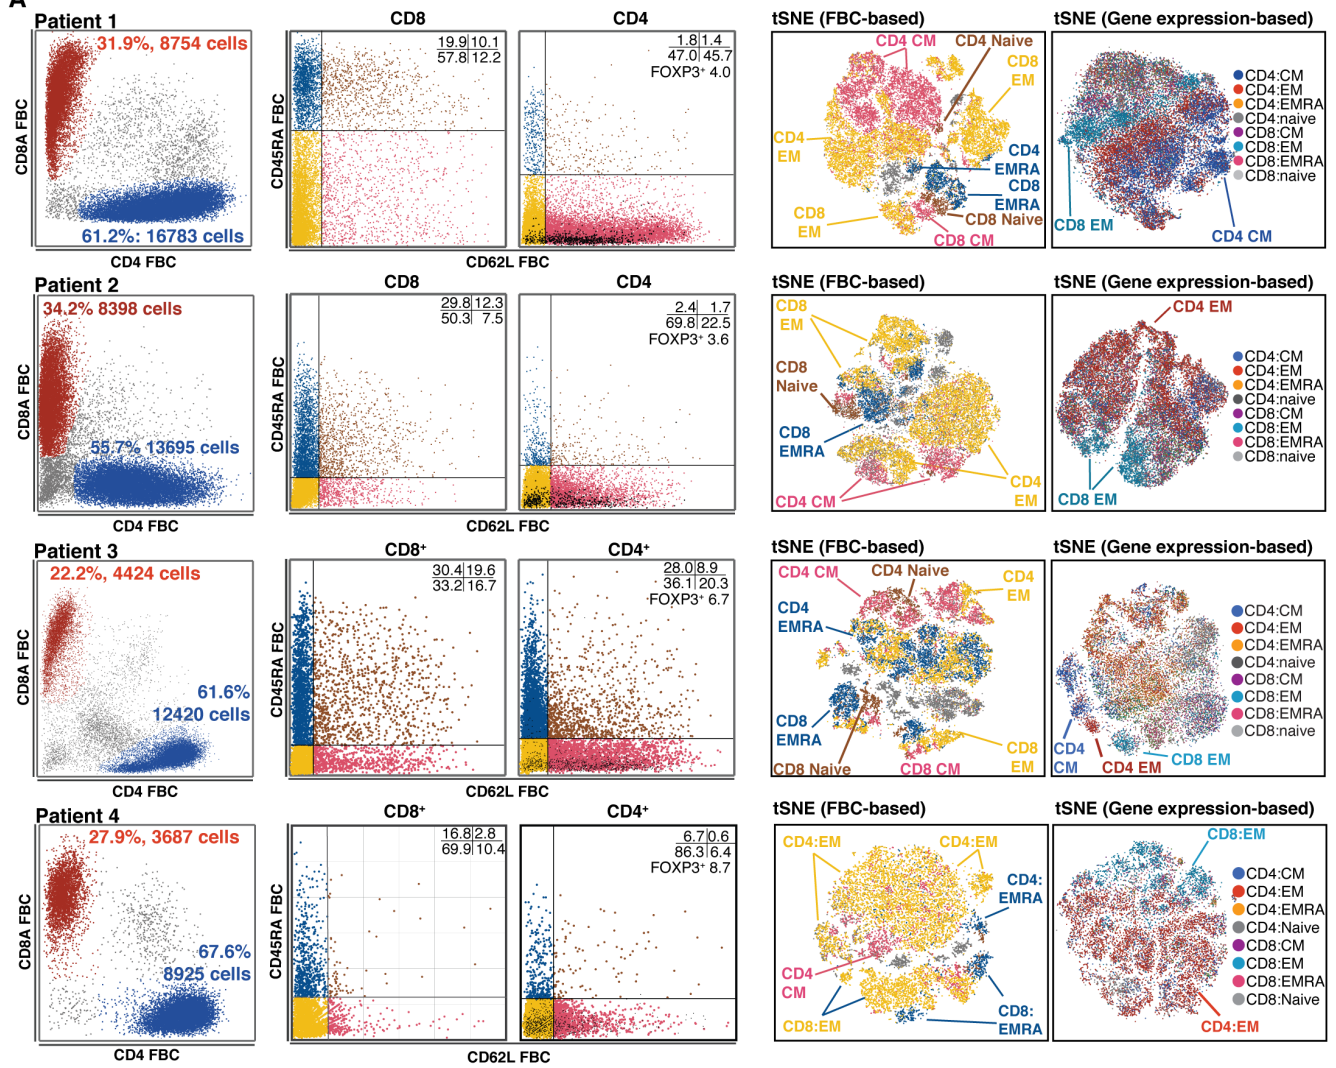 A
Patient 1
CD8
CD4
tSNE (FBC-based)
tSNE (Gene expression-based)
31.9%, 8754 cells
61.2%: 16783 cells
CD8A FBC
CD4 FBC
19.9 10.1
57.8 12.2
1.8 1.4
47.0 45.7
FOXP3+ 4.0
CD45RA FBC
CD62L FBC
CD4 CM
CD4 Naive
CD8
EM
CD4
EM
CD4
EMRA
CD8
EMRA
CD8
EM
CD8 Naive
CD8 CM
CD8 EM
CD4 CM
CD4:CM
CD4:EM
CD4:EMRA
CD4:naive
CD8:CM
CD8:EM
CD8:EMRA
CD8:naive
Patient 2
CD8
CD4
tSNE (FBC-based)
tSNE (Gene expression-based)
34.2% 8398 cells
55.7% 13695 cells
CD8A FBC
CD4 FBC
29.8 12.3
50.3 7.5
2.4 1.7
69.8 22.5
FOXP3+ 3.6
CD45RA FBC
CD62L FBC
CD8
EM
CD8
Naive
CD8
EMRA
CD4 CM
CD4
EM
CD4 EM
CD8 EM
CD4:CM
CD4:EM
CD4:EMRA
CD4:naive
CD8:CM
CD8:EM
CD8:EMRA
CD8:naive
Patient 3
CD8+
CD4+
tSNE (FBC-based)
tSNE (Gene expression-based)
22.2%, 4424 cells
61.6%
12420 cells
CD8A FBC
CD4 FBC
30.4 19.6
33.2 16.7
28.0 8.9
36.1 20.3
FOXP3+ 6.7
CD45RA FBC
CD62L FBC
CD4 CM
CD4 Naive
CD4
EM
CD4
EMRA
CD8
EMRA
CD8 Naive
CD8 CM
CD8
EM
CD4
CM
CD4 EM
CD8 EM
CD4:CM
CD4:EM
CD4:EMRA
CD4:naive
CD8:CM
CD8:EM
CD8:EMRA
CD8:naive
Patient 4
CD8+
CD4+
tSNE (FBC-based)
tSNE (Gene expression-based)
27.9%, 3687 cells
67.6%
8925 cells
CD8A FBC
CD4 FBC
16.8 2.8
69.9 10.4
6.7 0.6
86.3 6.4
FOXP3+ 8.7
CD45RA FBC
CD62L FBC
CD4:EM
CD4:EM
CD4:
EMRA
CD4
CM
CD8:EM
CD8:
EMRA
CD8:EM
CD4:EM
CD4:CM
CD4:EM
CD4:EMRA
CD4:Naive
CD8:CM
CD8:EM
CD8:EMRA
CD8:Naive